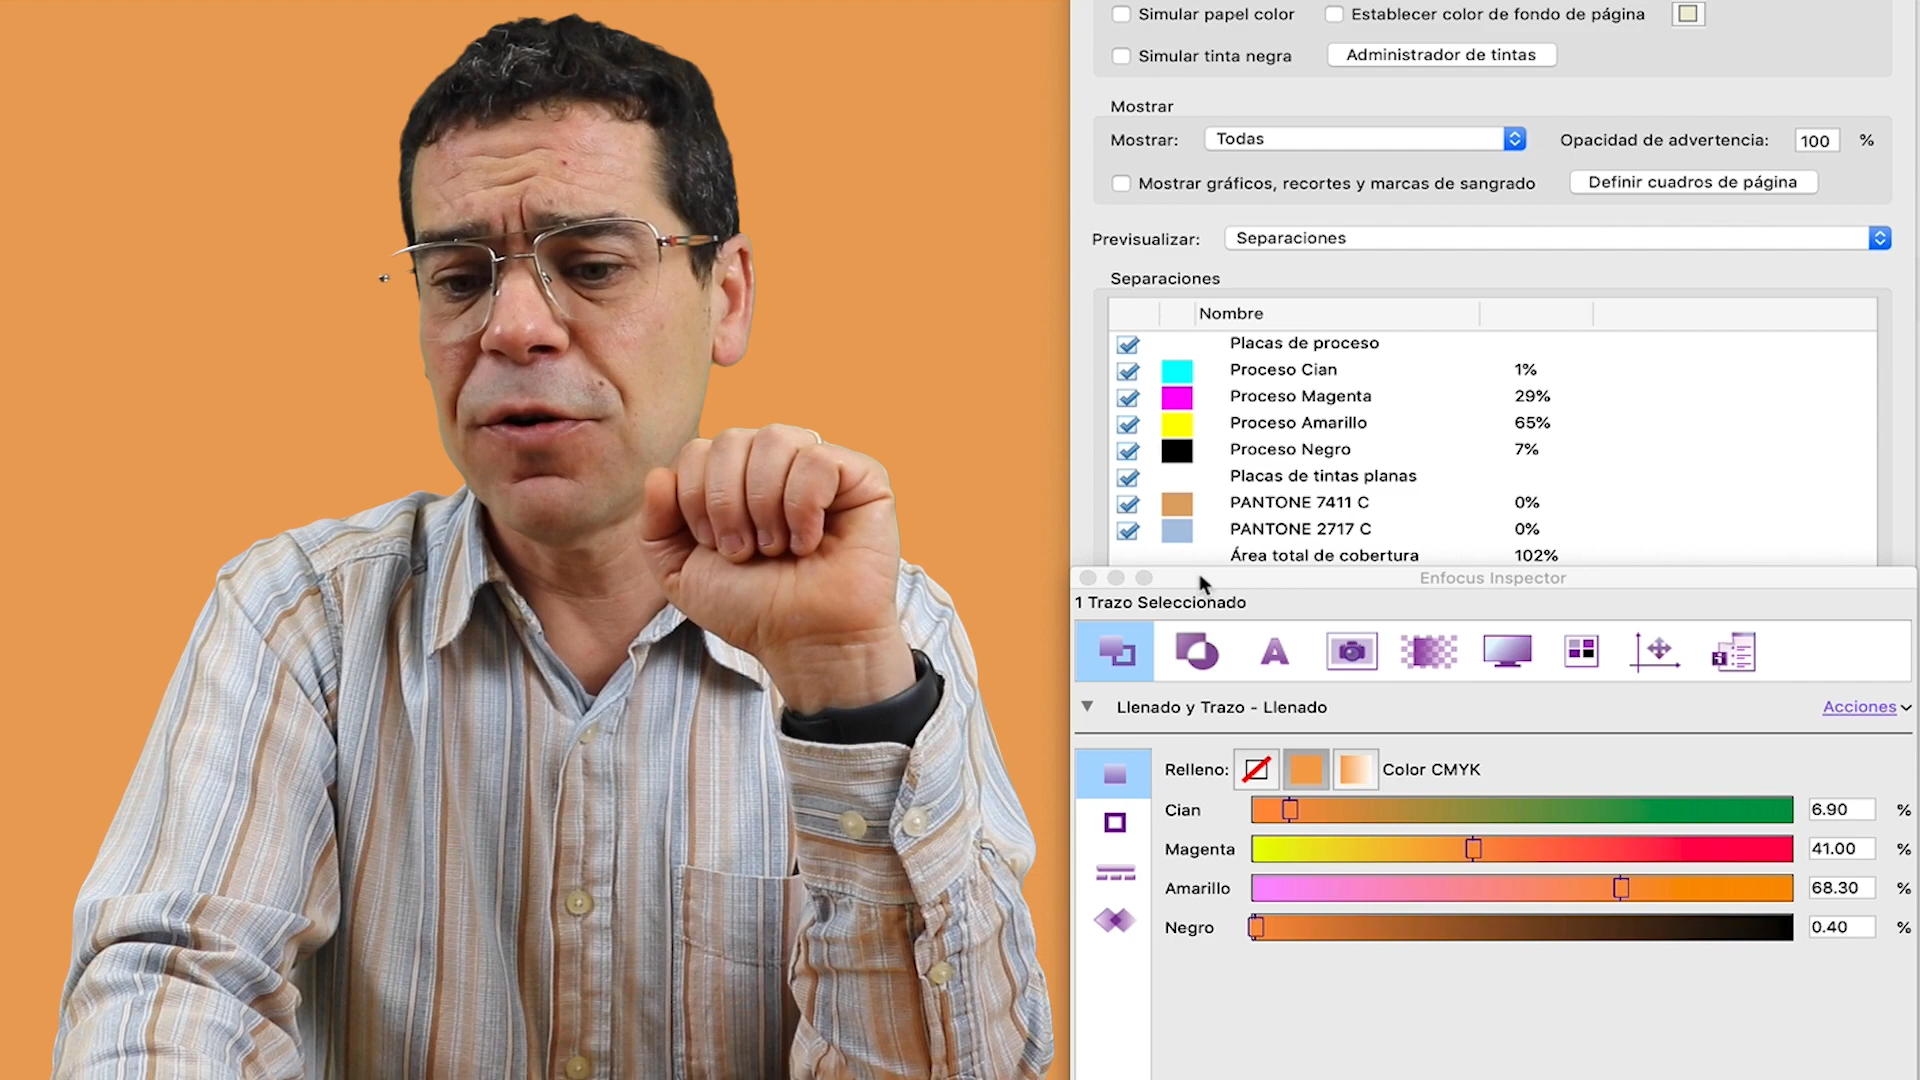 Simular papel color
Establecer color de fondo de página
Simular tinta negra
Administrador de tintas
Mostrar
Mostrar:
Todas
Opacidad de advertencia:
100
%
Mostrar gráficos, recortes y marcas de sangrado
Definir cuadros de página
Previsualizar:
Separaciones
Separaciones
Nombre
Placas de proceso
Proceso Cian 1%
Proceso Magenta 29%
Proceso Amarillo 65%
Proceso Negro 7%
Placas de tintas planas
PANTONE 7411 C 0%
PANTONE 2717 C 0%
Área total de cobertura 102%
Enfocus Inspector
1 Trazo Seleccionado
Llenado y Trazo - Llenado
Acciones
Relleno:
Color CMYK
Cian 6.90 %
Magenta 41.00 %
Amarillo 68.30 %
Negro 0.40 %